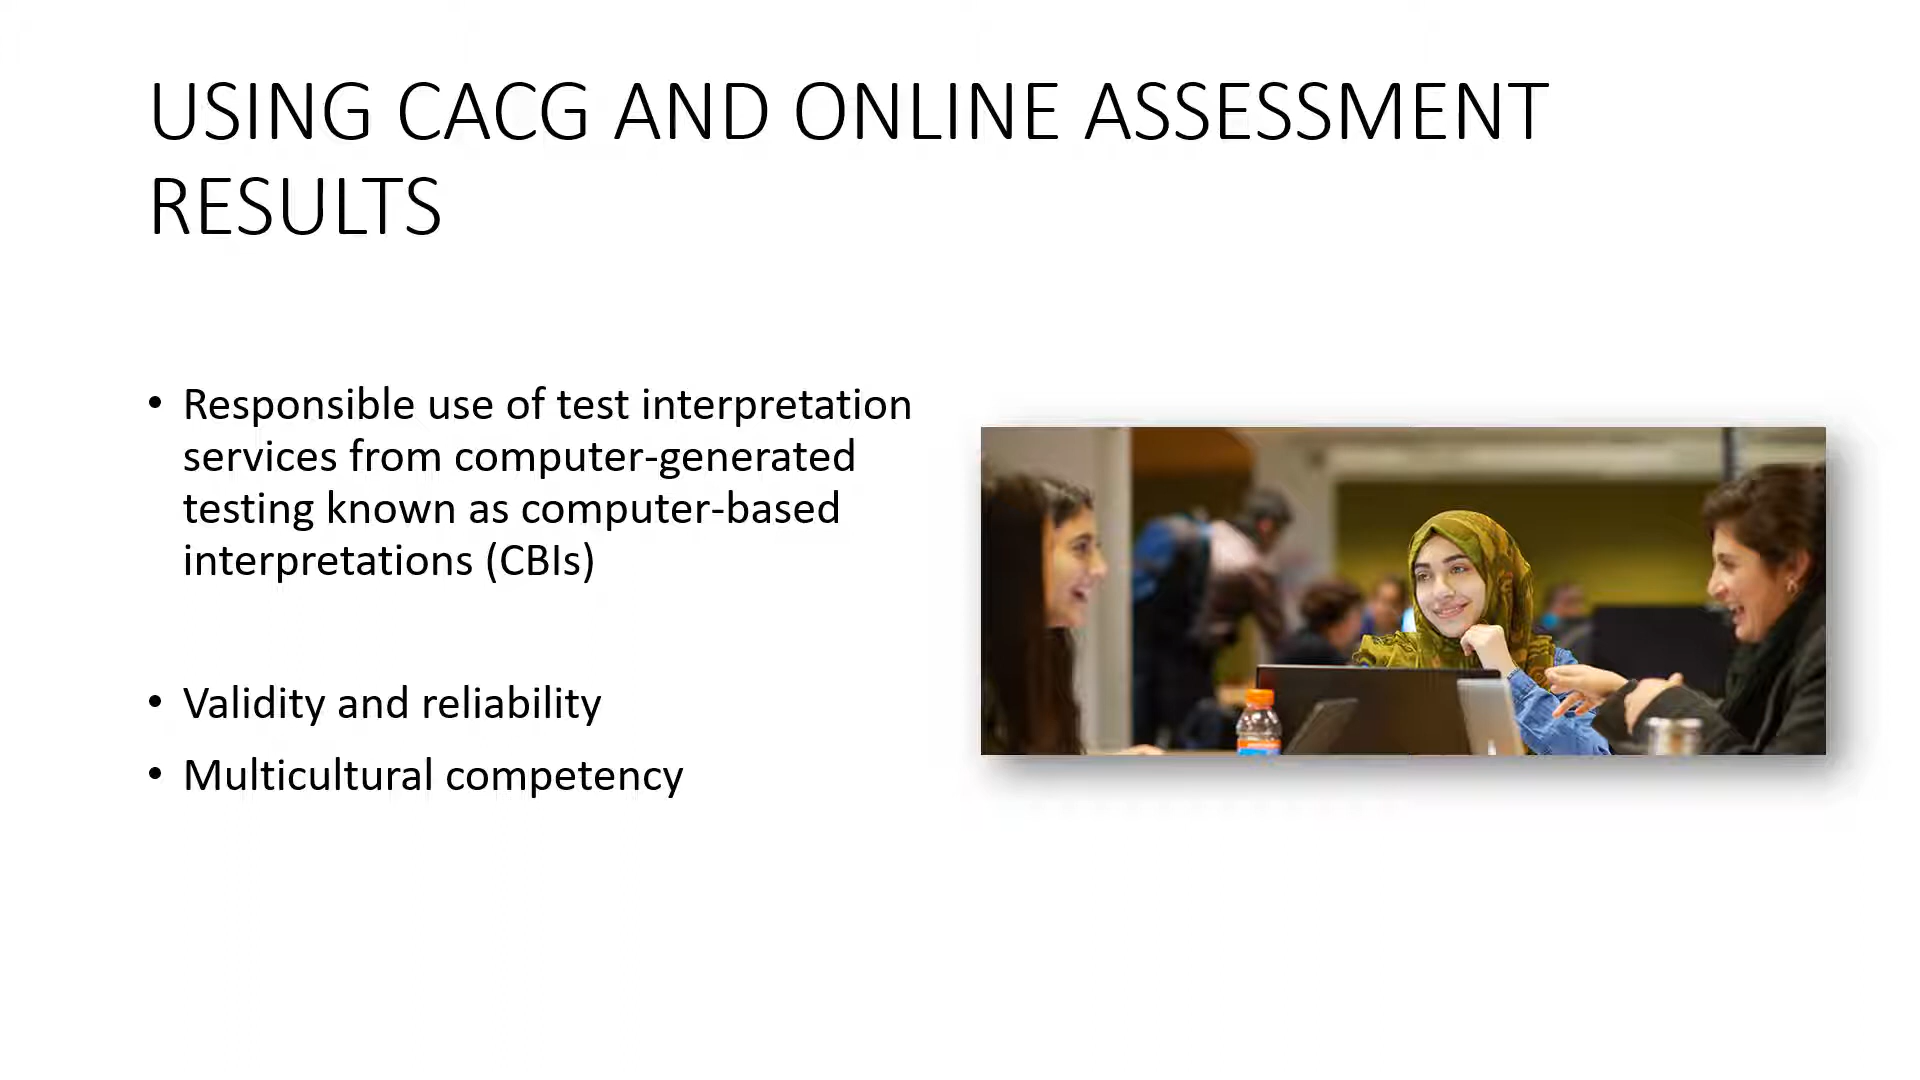 USING CACG AND ONLINE ASSESSMENT
RESULTS
• Responsible use of test interpretation
services from computer-generated
testing known as computer-based
interpretations (CBIs)
• Validity and reliability
• Multicultural competency